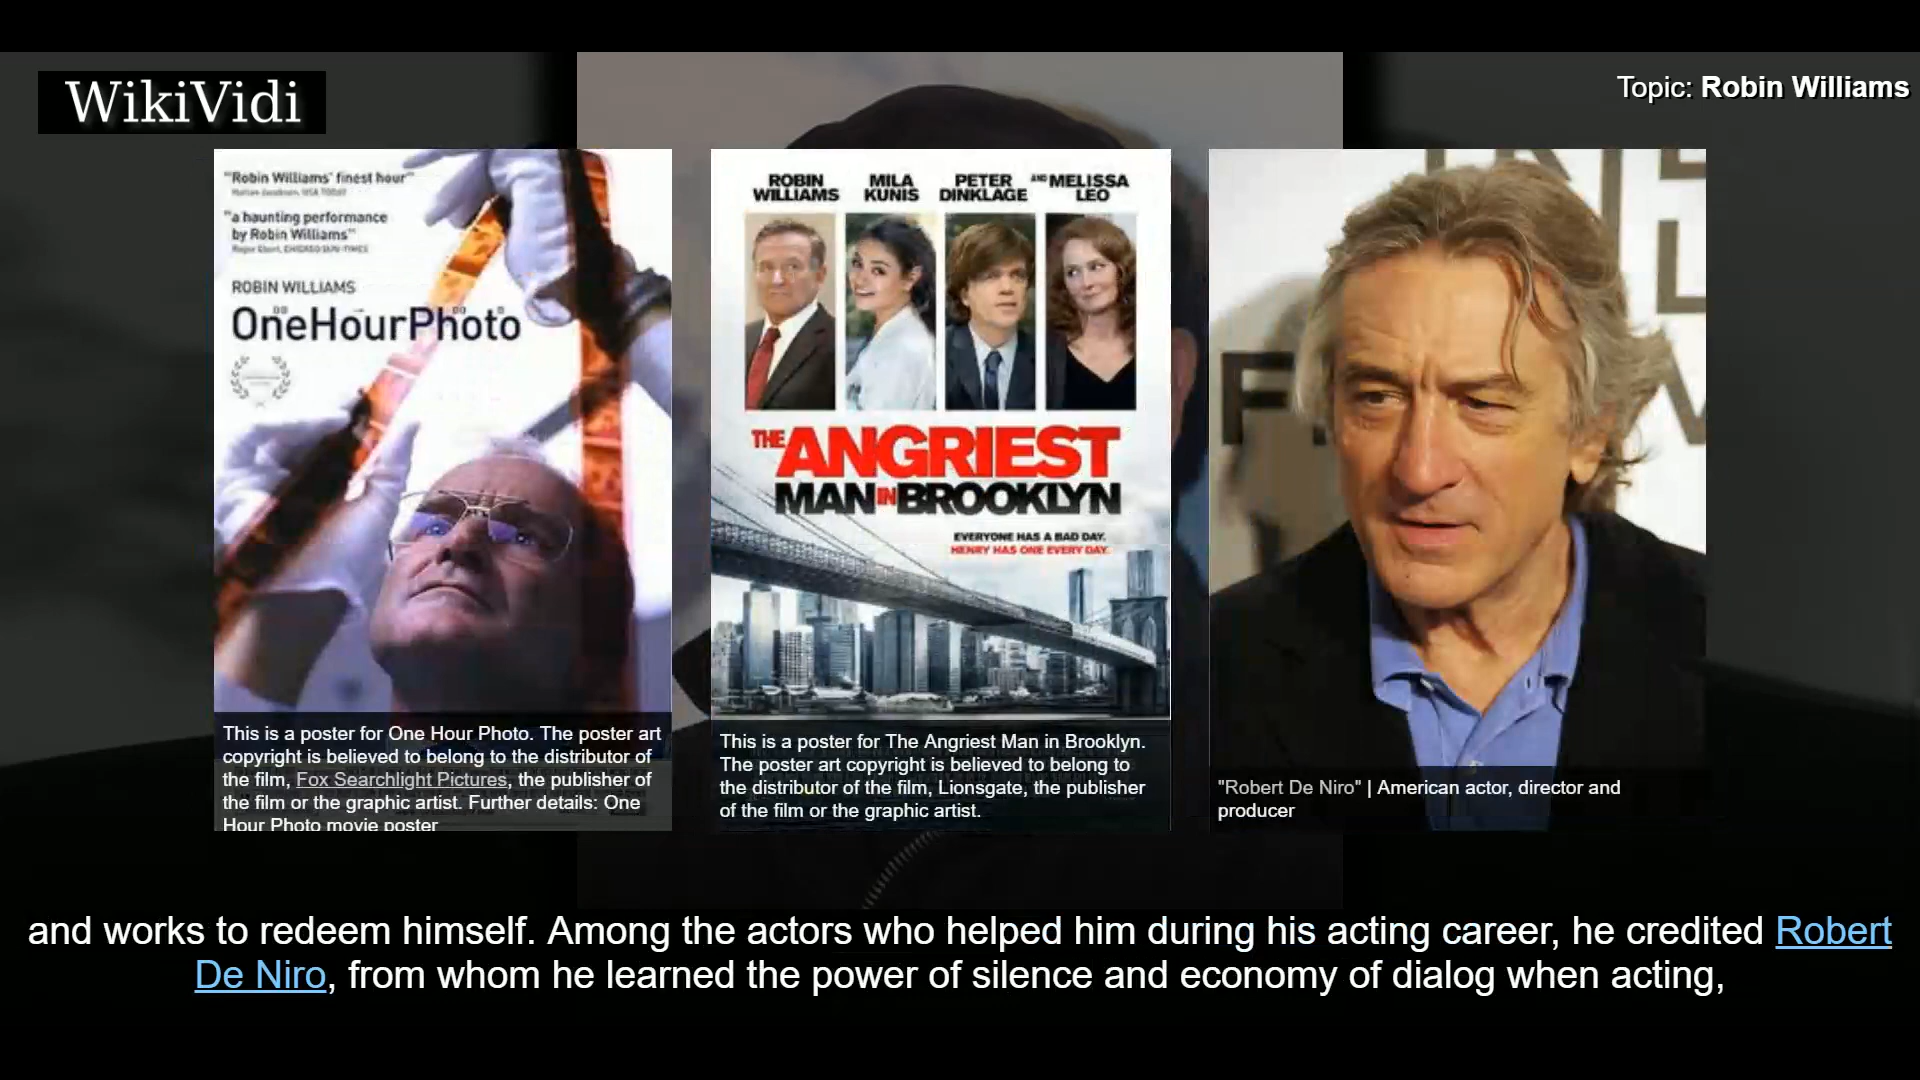 WikiVidi
Topic: Robin Williams
"Robin Williams' finest hour"
"a haunting performance
by Robin Williams"
Roger Ebert, CHICAGO SUN-TIMES
ROBIN WILLIAMS
OneHourPhoto
This is a poster for One Hour Photo. The poster art
copyright is believed to belong to the distributor of
the film, Fox Searchlight Pictures, the publisher of
the film or the graphic artist. Further details: One
Hour Photo movie poster
ROBIN WILLIAMS
MILA KUNIS
PETER DINKLAGE
AND MELISSA LEO
THE ANGRIEST
MAN IN BROOKLYN
EVERYONE HAS A BAD DAY.
HENRY HAS ONE EVERY DAY.
This is a poster for The Angriest Man in Brooklyn.
The poster art copyright is believed to belong to
the distributor of the film, Lionsgate, the publisher
of the film or the graphic artist.
"Robert De Niro" | American actor, director and
producer
and works to redeem himself. Among the actors who helped him during his acting career, he credited Robert
De Niro, from whom he learned the power of silence and economy of dialog when acting,